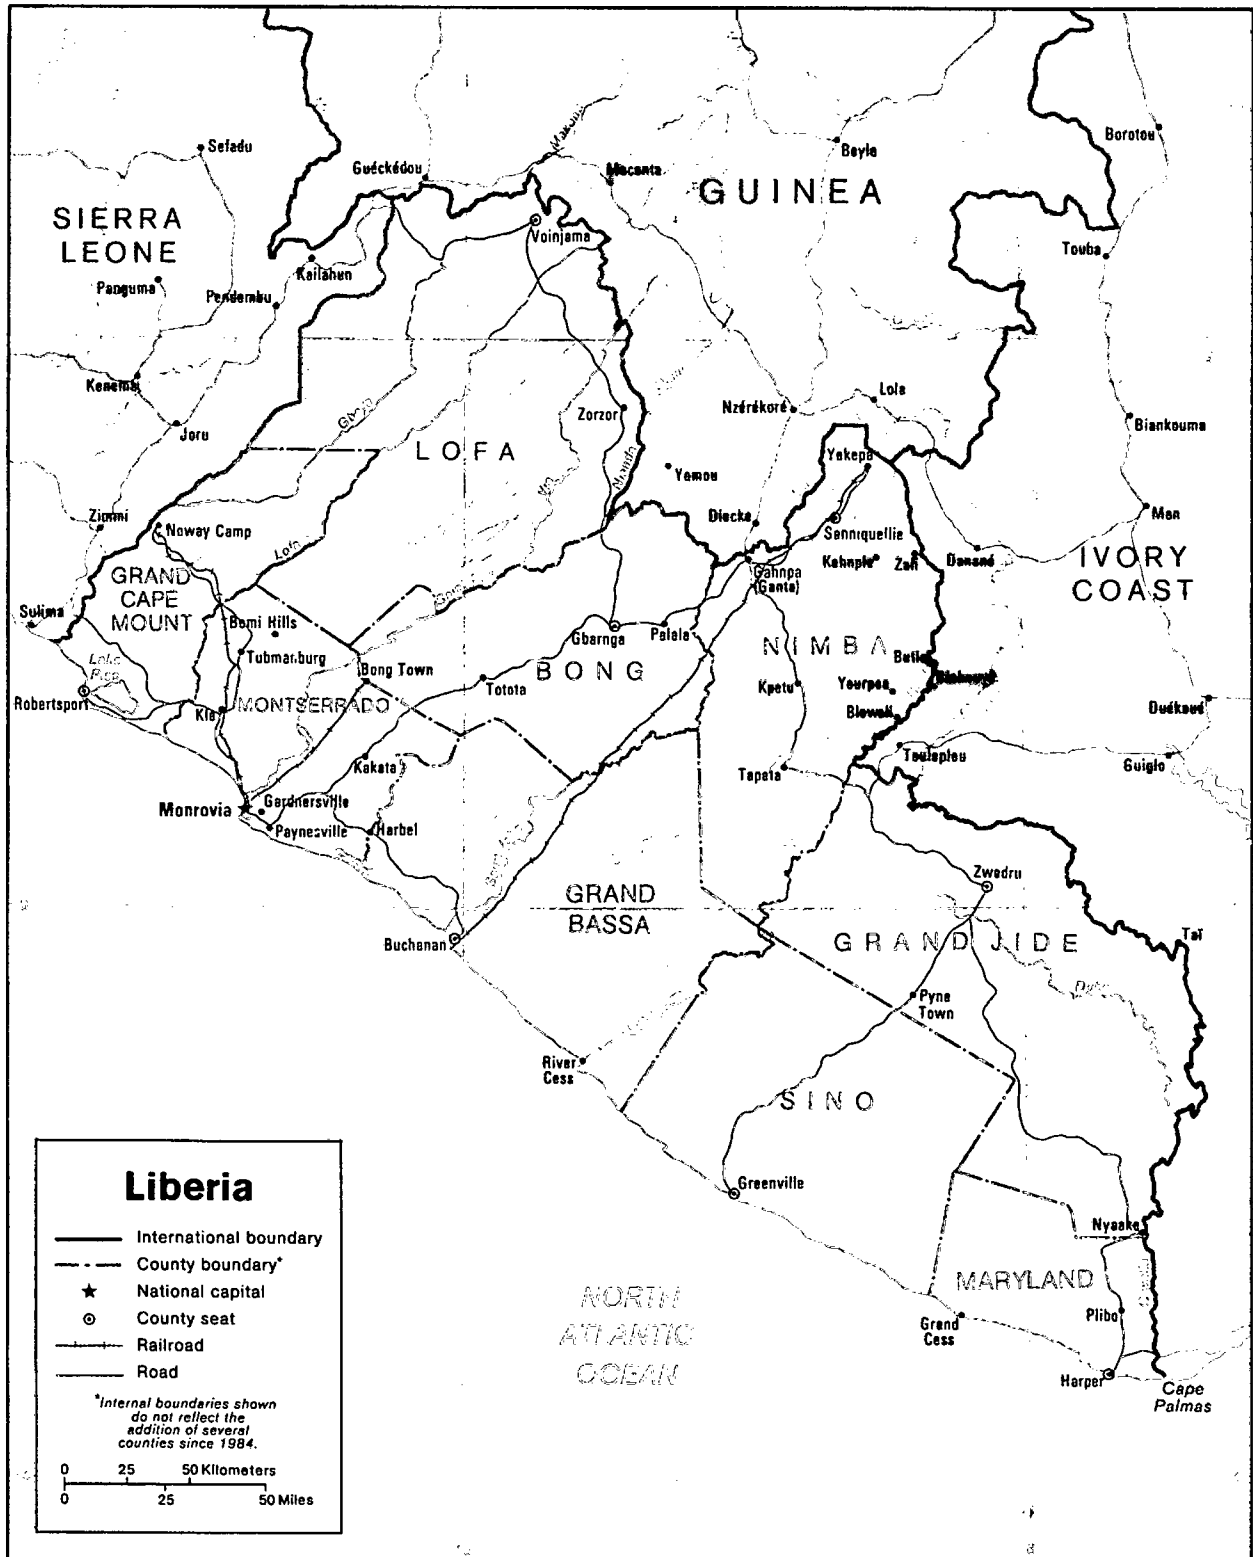 Borotou
Sefadu
Beyla
Guéckédou
Makona
Macenta
GUINEA
SIERRA
LEONE
Voinjama
Touba
Kailahun
Panguma
Pendembu
Kenema
Lola
Nzérékoré
Zorzor
Biankouma
Joru
LOFA
Yekepa
Yomou
Man
Zimmi
Noway Camp
Diecke
Sanniquellie
Lofa
Kahnple
Danané
IVORY
COAST
GRAND
CAPE
MOUNT
Gahnpa
(Ganta)
Sulima
Bomi Hills
Gbarnga
Palala
NIMBA
Tubmanburg
Bong Town
BONG
Butlo
Robertsport
Totota
Kpetu
Yourpea
Kle
MONTSERRADO
Blewali
Duékoué
Toulepleu
Kakata
Tapeta
Guiglo
Monrovia
Gardnersville
Paynesville
Harbel
Zwedru
GRAND
BASSA
Buchanan
GRAND JIDE
Taï
Pyne
Town
River
Cess
SINO
Liberia
Greenville
International boundary
County boundary*
National capital
County seat
Railroad
Road
*Internal boundaries shown
do not reflect the
addition of several
counties since 1984.
0 25 50 Kilometers
0 25 50 Miles
Nyaake
MARYLAND
NORTH
ATLANTIC
OCEAN
Plibo
Grand
Cess
Harper
Cape
Palmas